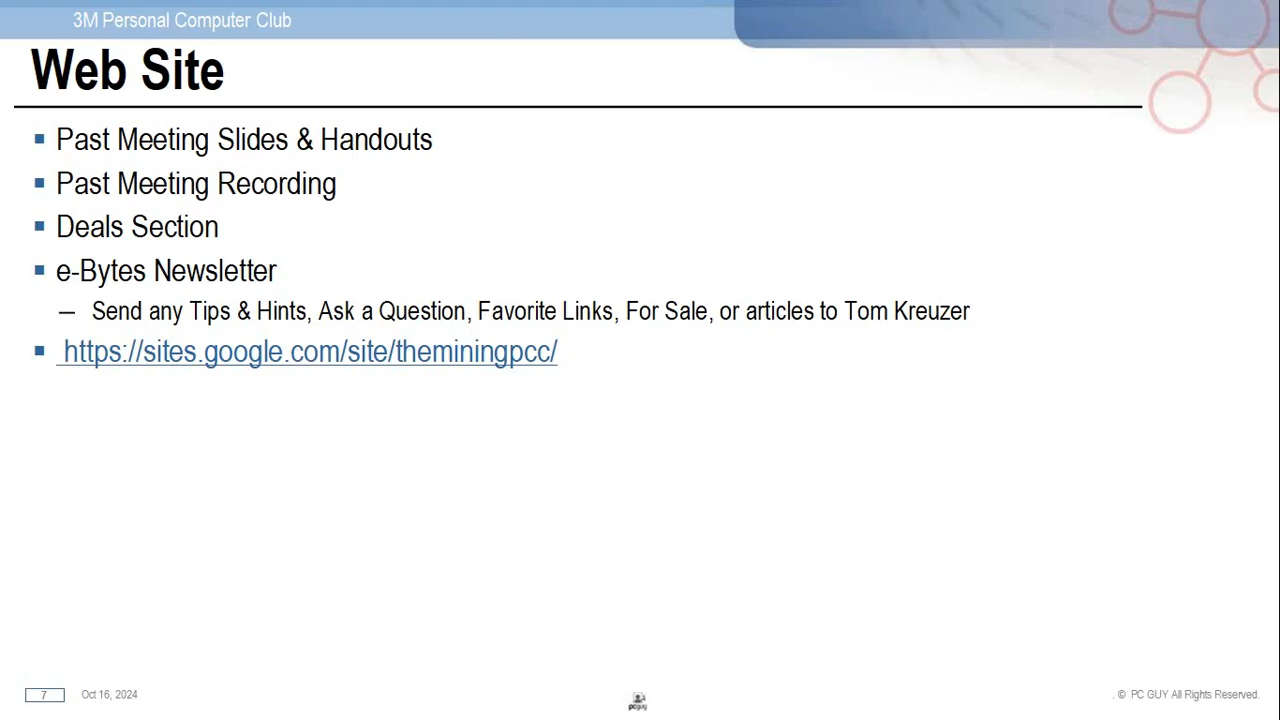 3M Personal Computer Club
Web Site
Past Meeting Slides & Handouts
Past Meeting Recording
Deals Section
e-Bytes Newsletter
— Send any Tips & Hints, Ask a Question, Favorite Links, For Sale, or articles to Tom Kreuzer
https://sites.google.com/site/theminingpcc/
7 Oct 16, 2024
pcguy
. © PC GUY All Rights Reserved.